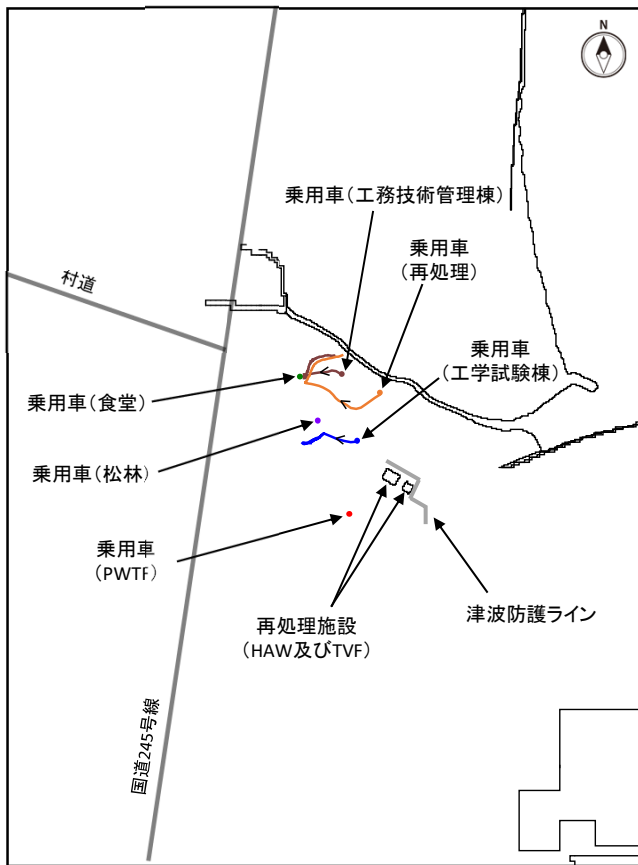 N
乗用車(工務技術管理棟)
乗用車
(再処理)
村道
乗用車
(工学試験棟)
乗用車(食堂)
乗用車(松林)
乗用車
(PWTF)
津波防護ライン
再処理施設
(HAW及びTVF)
国道245号線